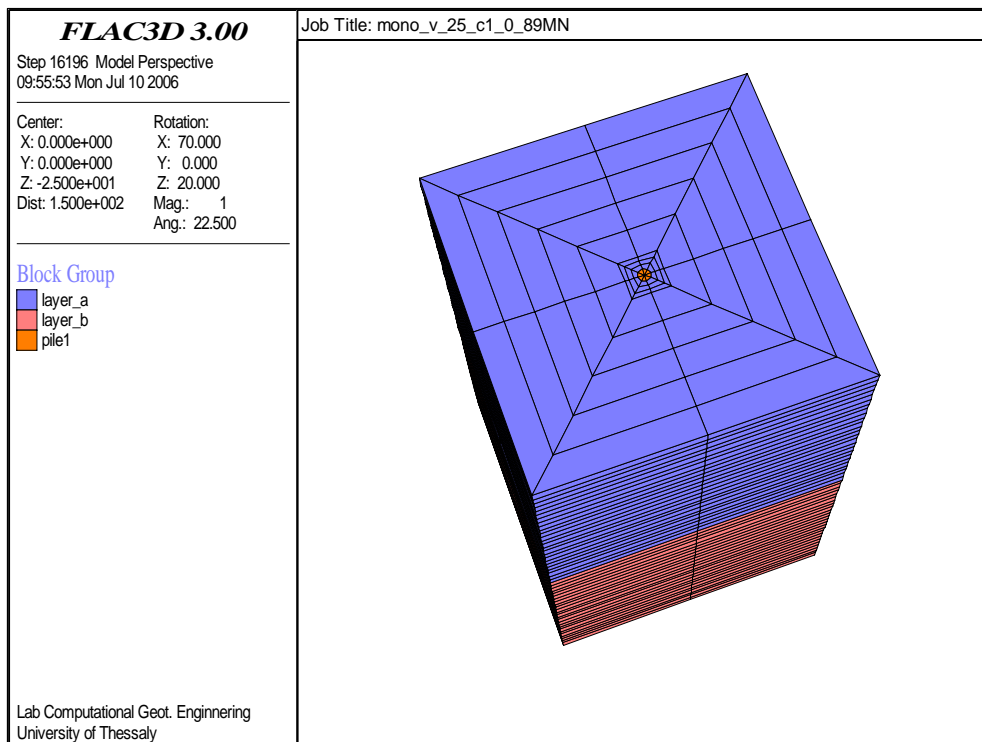 FLAC3D 3.00
Step 16196 Model Perspective
09:55:53 Mon Jul 10 2006
Center:
X: 0.000e+000
Y: 0.000e+000
Z: -2.500e+001
Dist: 1.500e+002
Rotation:
X: 70.000
Y: 0.000
Z: 20.000
Mag.: 1
Ang.: 22.500
Block Group
layer_a
layer_b
pile1
Lab Computational Geot. Enginnering
University of Thessaly
Job Title: mono_v_25_c1_0_89MN